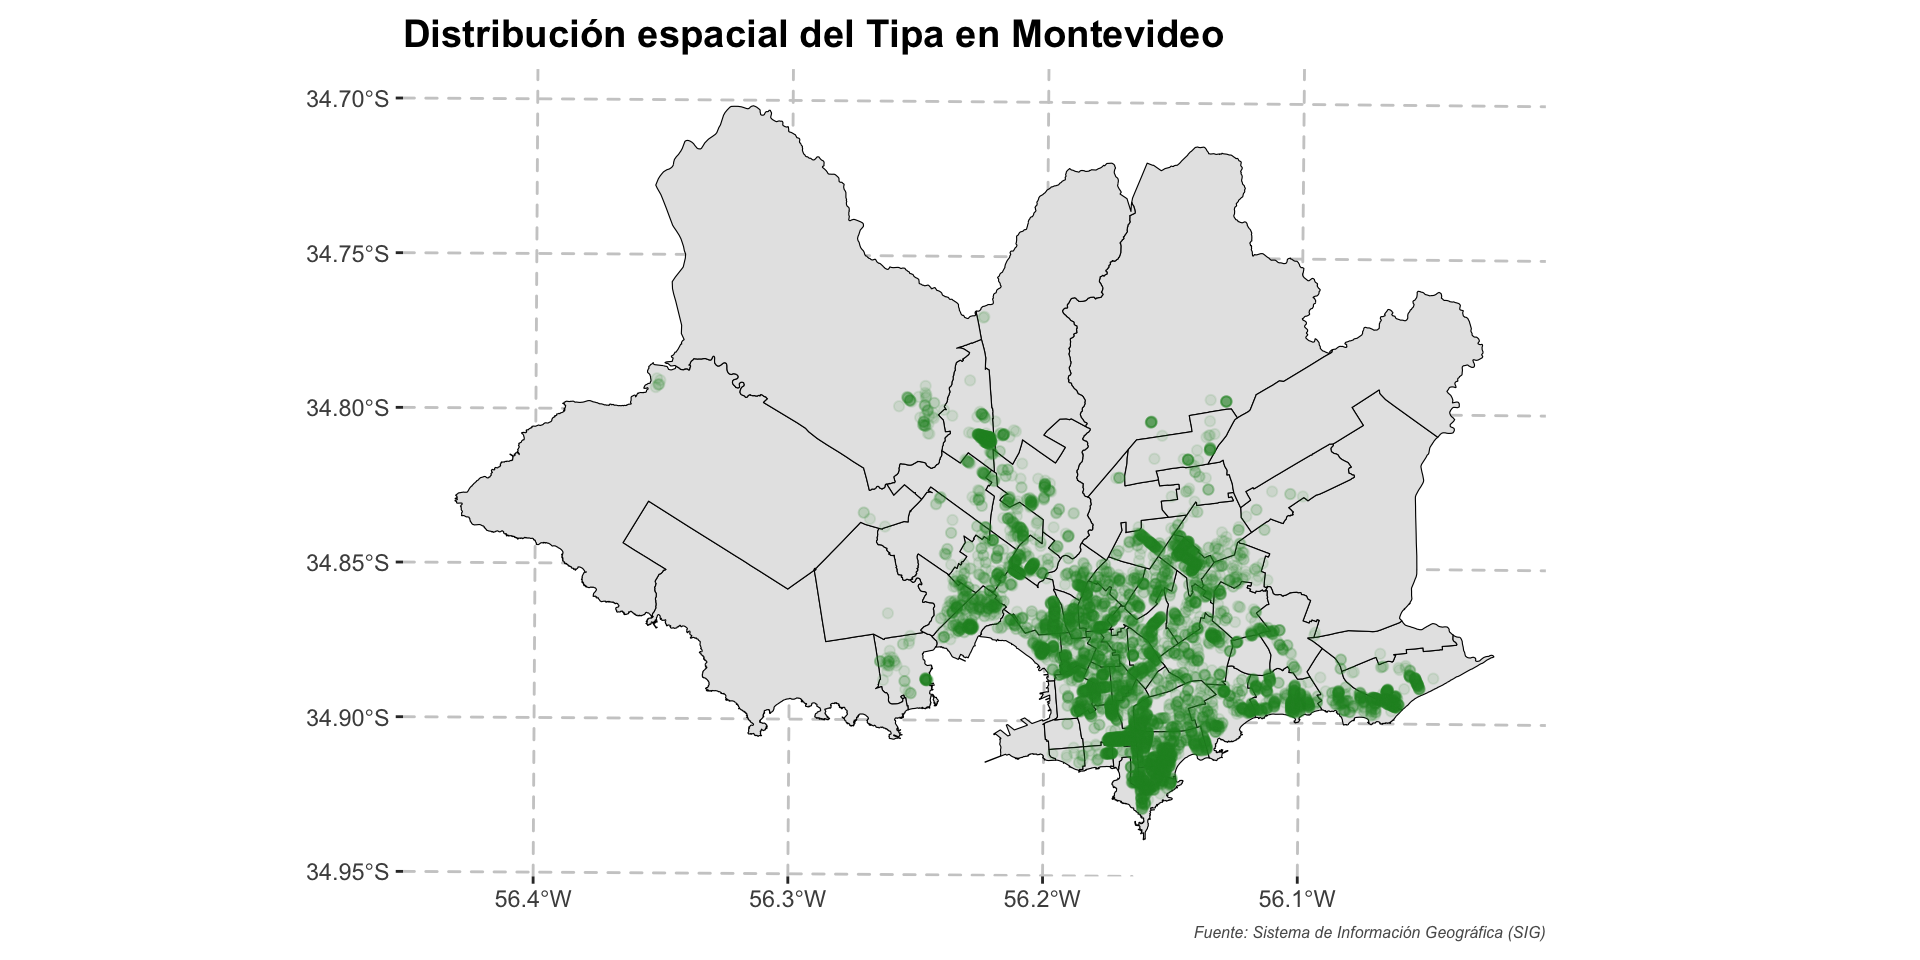 Distribución espacial del Tipa en Montevideo
34.70°S
34.75°S
34.80°S
34.85°S
34.90°S
34.95°S
56.4°W
56.3°W
56.2°W
56.1°W
Fuente: Sistema de Información Geográfica (SIG)